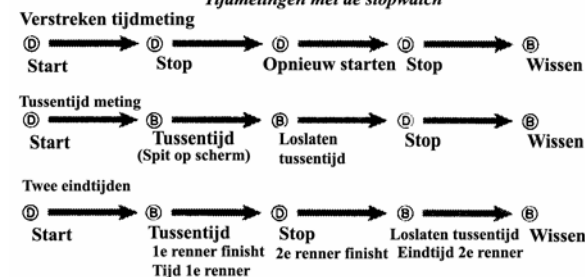 Tijdmetingen met de stopwatch
Verstreken tijdmeting
D D D D B
Start Stop Opnieuw starten Stop Wissen
Tussentijd meting
D B B D B
Start Tussentijd Loslaten Stop Wissen
(Spit op scherm) tussentijd
Twee eindtijden
D B D B B
Start Tussentijd Stop Loslaten tussentijd Wissen
1e renner finisht 2e renner finisht Eindtijd 2e renner
Tijd 1e renner